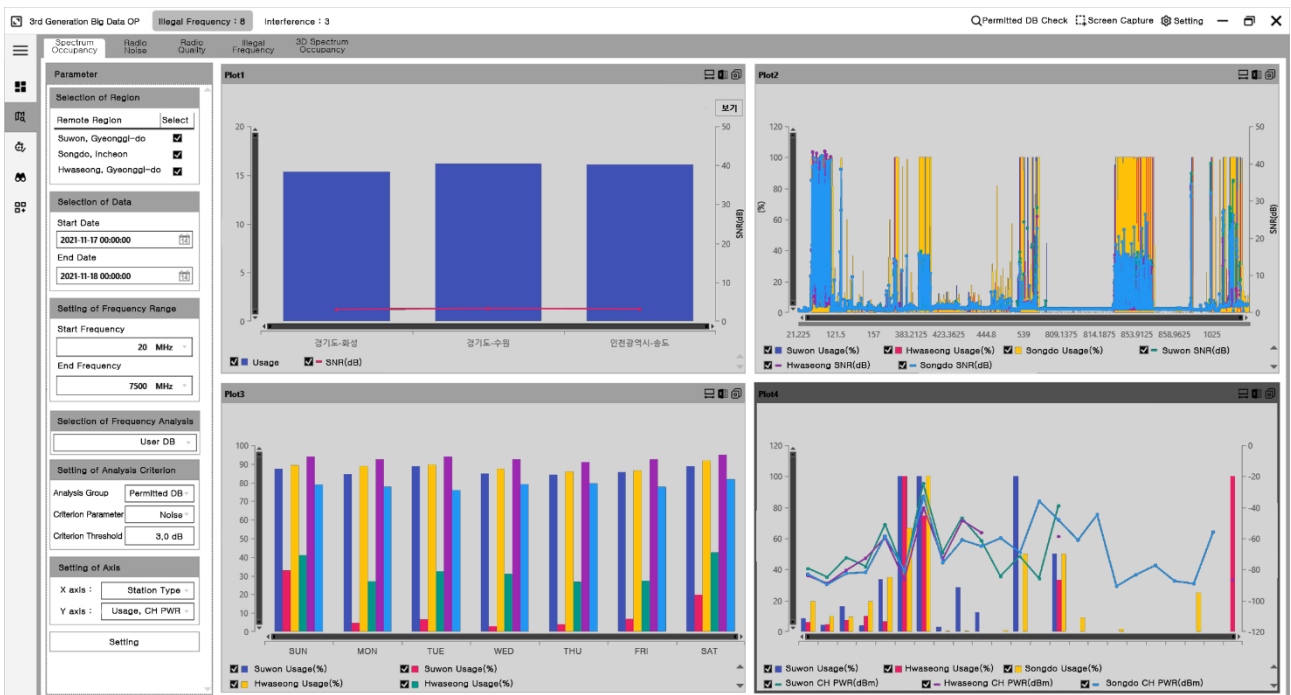 3rd Generation Big Data OP
Illegal Frequency : 8
Interference : 3
Permitted DB Check
Screen Capture
Setting
Spectrum Occupancy
Radio Noise
Radio Quality
Illegal Frequency
3D Spectrum Occupancy
Parameter
Selection of Region
Remote Region Select
Suwon, Gyeonggi-do
Songdo, Incheon
Hwaseong, Gyeonggi-do
Selection of Data
Start Date
2021-11-17 00:00:00
End Date
2021-11-18 00:00:00
Setting of Frequency Range
Start Frequency
20 MHz
End Frequency
7500 MHz
Selection of Frequency Analysis
User DB
Setting of Analysis Criterion
Analysis Group Permitted DB
Criterion Parameter Noise
Criterion Threshold 3,0 dB
Setting of Axis
X axis : Station Type
Y axis : Usage, CH PWR
Setting
Plot1
보기
20
15
10
5
0
50
40
30
20
10
0
SNR(dB)
경기도-화성 경기도-수원 인천광역시-송도
Usage SNR(dB)
Plot2
120
100
80
60
40
20
0
(%)
50
40
30
20
10
0
SNR(dB)
21.225 121.5 157 383.2125 423.3625 444.8 539 809.1375 814.1875 853.9125 858.9625 1025
Suwon Usage(%) Hwaseong Usage(%) Songdo Usage(%) Suwon SNR(dB)
Hwaseong SNR(dB) Songdo SNR(dB)
Plot3
100
90
80
70
60
50
40
30
20
10
0
SUN MON TUE WED THU FRI SAT
Suwon Usage(%) Suwon Usage(%)
Hwaseong Usage(%) Hwaseong Usage(%)
Plot4
120
100
80
60
40
20
0
0
-20
-40
-60
-80
-100
-120
Suwon Usage(%) Hwaseong Usage(%) Songdo Usage(%)
Suwon CH PWR(dBm) Hwaseong CH PWR(dBm) Songdo CH PWR(dBm)